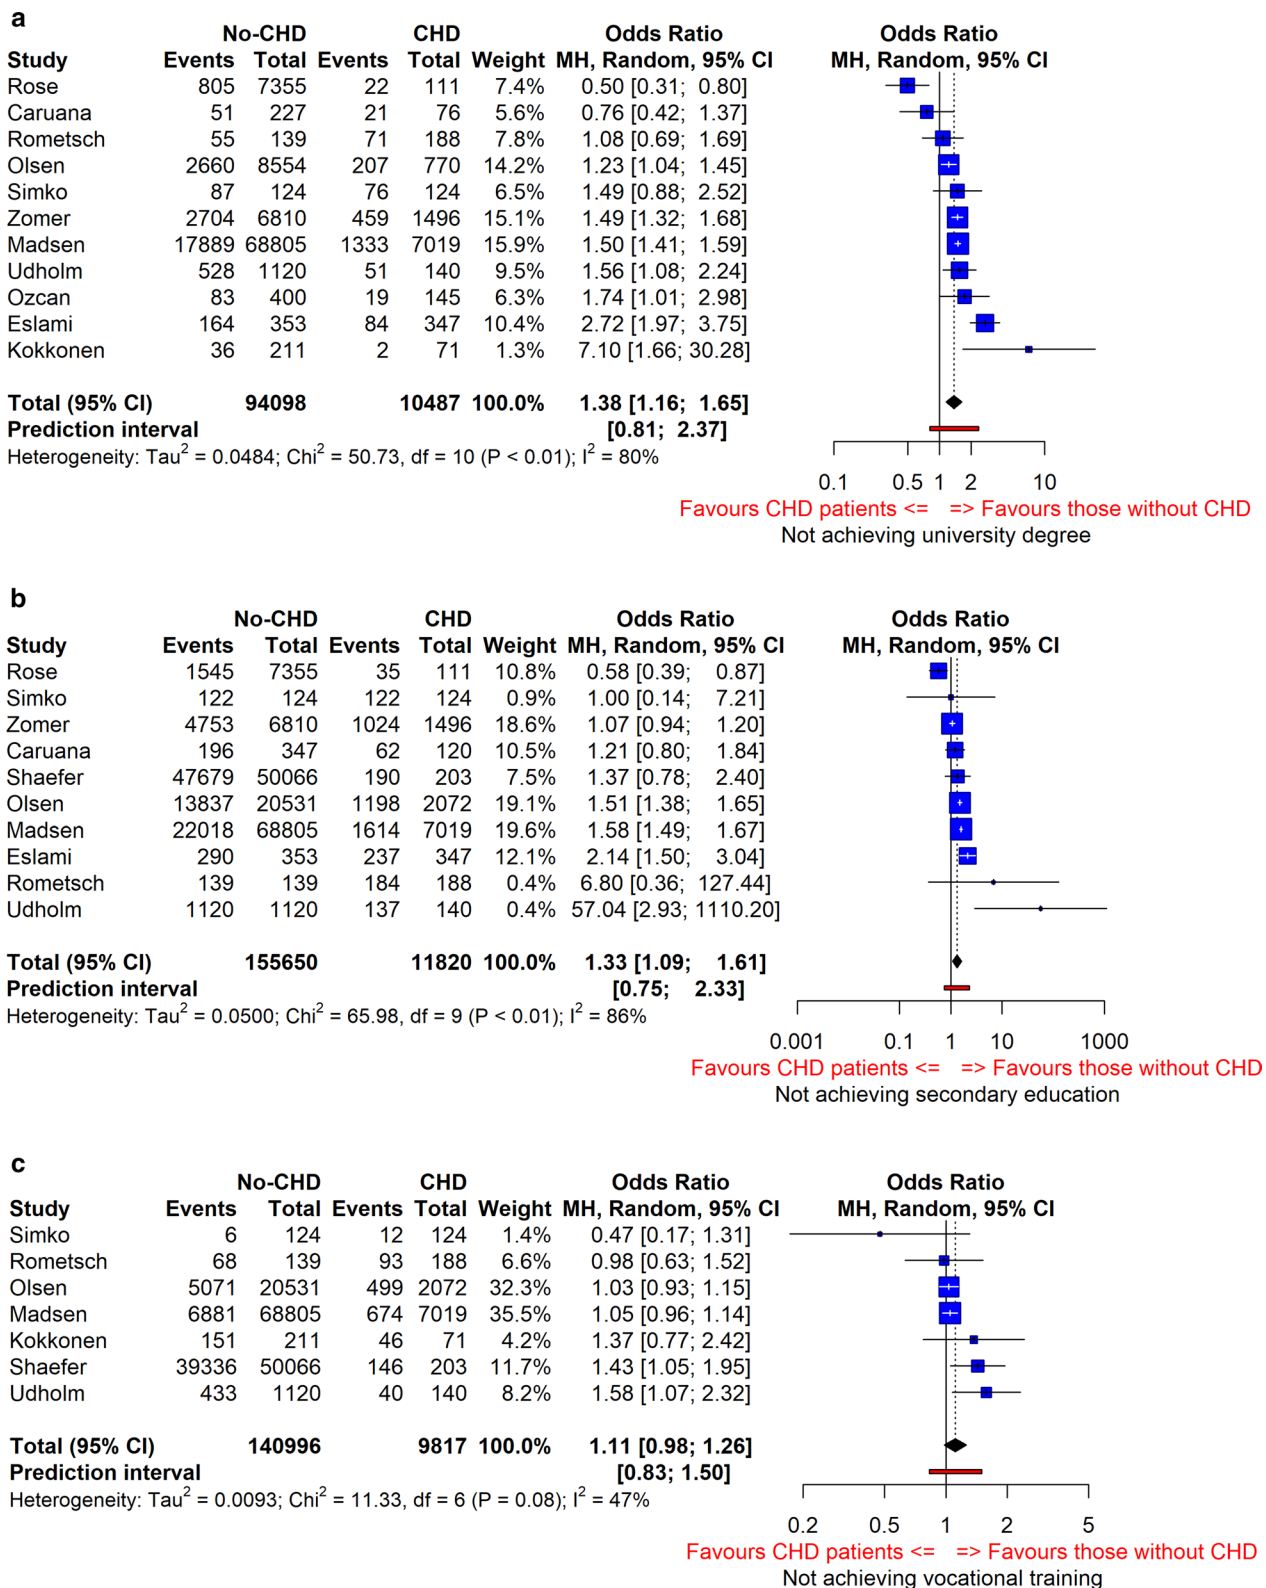 a
No-CHD CHD Odds Ratio Odds Ratio
Study Events Total Events Total Weight MH, Random, 95% CI MH, Random, 95% CI
Rose 805 7355 22 111 7.4% 0.50 [0.31; 0.80]
Caruana 51 227 21 76 5.6% 0.76 [0.42; 1.37]
Rometsch 55 139 71 188 7.8% 1.08 [0.69; 1.69]
Olsen 2660 8554 207 770 14.2% 1.23 [1.04; 1.45]
Simko 87 124 76 124 6.5% 1.49 [0.88; 2.52]
Zomer 2704 6810 459 1496 15.1% 1.49 [1.32; 1.68]
Madsen 17889 68805 1333 7019 15.9% 1.50 [1.41; 1.59]
Udholm 528 1120 51 140 9.5% 1.56 [1.08; 2.24]
Ozcan 83 400 19 145 6.3% 1.74 [1.01; 2.98]
Eslami 164 353 84 347 10.4% 2.72 [1.97; 3.75]
Kokkonen 36 211 2 71 1.3% 7.10 [1.66; 30.28]
Total (95% CI) 94098 10487 100.0% 1.38 [1.16; 1.65]
Prediction interval [0.81; 2.37]
Heterogeneity: Tau² = 0.0484; Chi² = 50.73, df = 10 (P < 0.01); I² = 80%
0.1 0.5 1 2 10
Favours CHD patients <= => Favours those without CHD
Not achieving university degree
b
No-CHD CHD Odds Ratio Odds Ratio
Study Events Total Events Total Weight MH, Random, 95% CI MH, Random, 95% CI
Rose 1545 7355 35 111 10.8% 0.58 [0.39; 0.87]
Simko 122 124 122 124 0.9% 1.00 [0.14; 7.21]
Zomer 4753 6810 1024 1496 18.6% 1.07 [0.94; 1.20]
Caruana 196 347 62 120 10.5% 1.21 [0.80; 1.84]
Shaefer 47679 50066 190 203 7.5% 1.37 [0.78; 2.40]
Olsen 13837 20531 1198 2072 19.1% 1.51 [1.38; 1.65]
Madsen 22018 68805 1614 7019 19.6% 1.58 [1.49; 1.67]
Eslami 290 353 237 347 12.1% 2.14 [1.50; 3.04]
Rometsch 139 139 184 188 0.4% 6.80 [0.36; 127.44]
Udholm 1120 1120 137 140 0.4% 57.04 [2.93; 1110.20]
Total (95% CI) 155650 11820 100.0% 1.33 [1.09; 1.61]
Prediction interval [0.75; 2.33]
Heterogeneity: Tau² = 0.0500; Chi² = 65.98, df = 9 (P < 0.01); I² = 86%
0.001 0.1 1 10 1000
Favours CHD patients <= => Favours those without CHD
Not achieving secondary education
c
No-CHD CHD Odds Ratio Odds Ratio
Study Events Total Events Total Weight MH, Random, 95% CI MH, Random, 95% CI
Simko 6 124 12 124 1.4% 0.47 [0.17; 1.31]
Rometsch 68 139 93 188 6.6% 0.98 [0.63; 1.52]
Olsen 5071 20531 499 2072 32.3% 1.03 [0.93; 1.15]
Madsen 6881 68805 674 7019 35.5% 1.05 [0.96; 1.14]
Kokkonen 151 211 46 71 4.2% 1.37 [0.77; 2.42]
Shaefer 39336 50066 146 203 11.7% 1.43 [1.05; 1.95]
Udholm 433 1120 40 140 8.2% 1.58 [1.07; 2.32]
Total (95% CI) 140996 9817 100.0% 1.11 [0.98; 1.26]
Prediction interval [0.83; 1.50]
Heterogeneity: Tau² = 0.0093; Chi² = 11.33, df = 6 (P = 0.08); I² = 47%
0.2 0.5 1 2 5
Favours CHD patients <= => Favours those without CHD
Not achieving vocational training